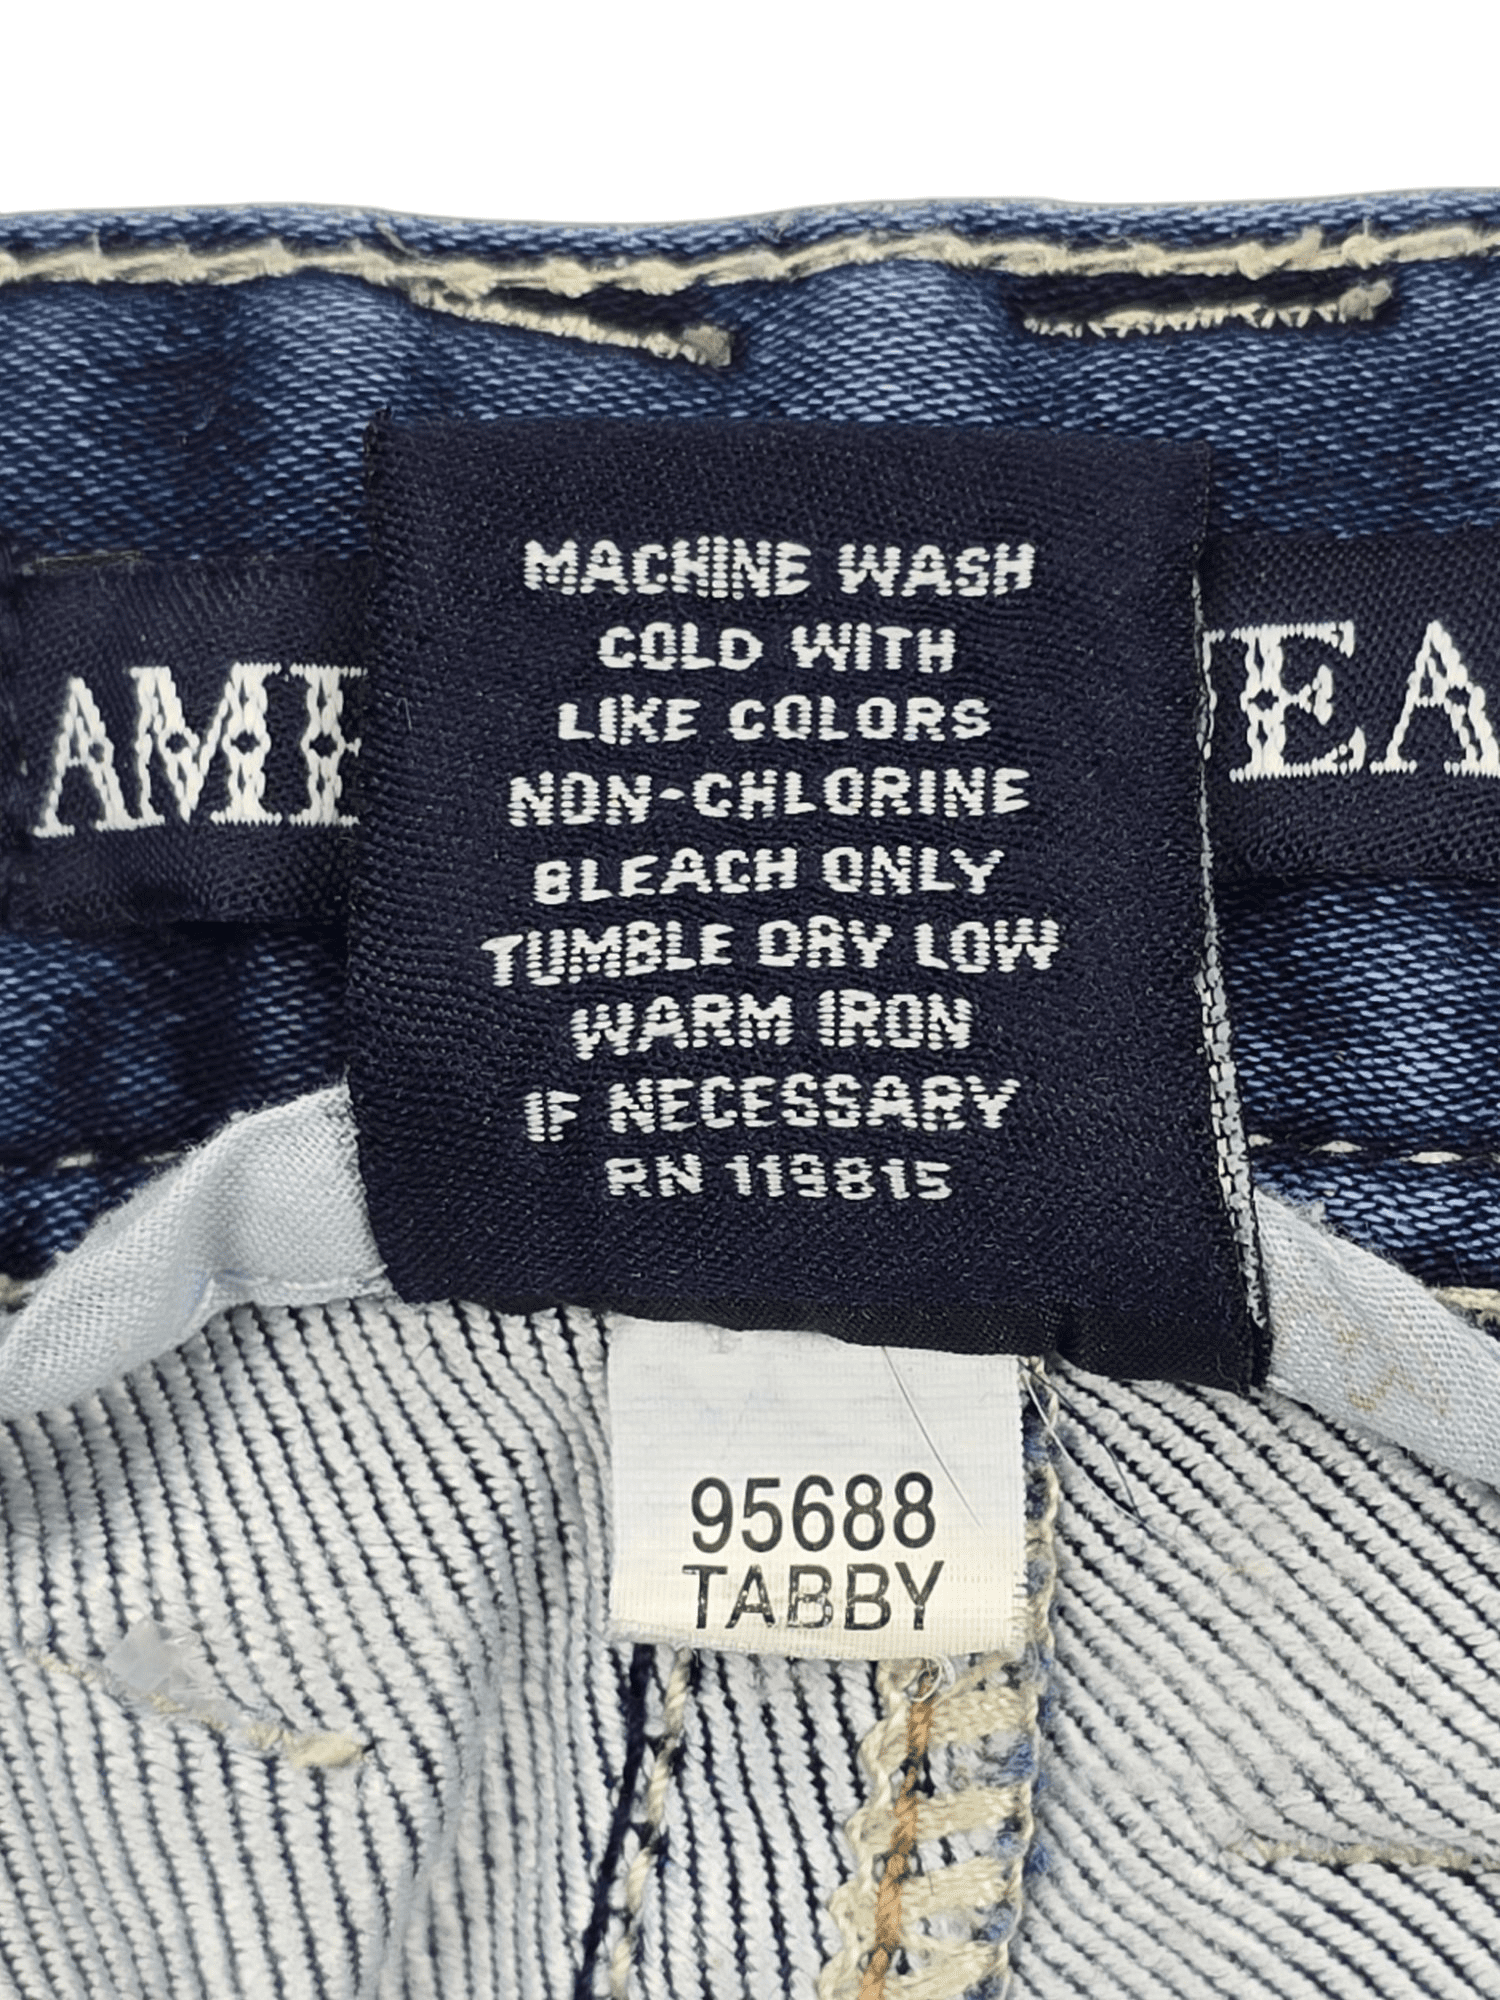 MACHINE WASH
COLD WITH
LIKE COLORS
AM
EA
NON-CHLORINE
BLEACH ONLY
TUMBLE DRY LOW
WARM IRON
IF NECESSARY
RN 119815
95688
TABBY